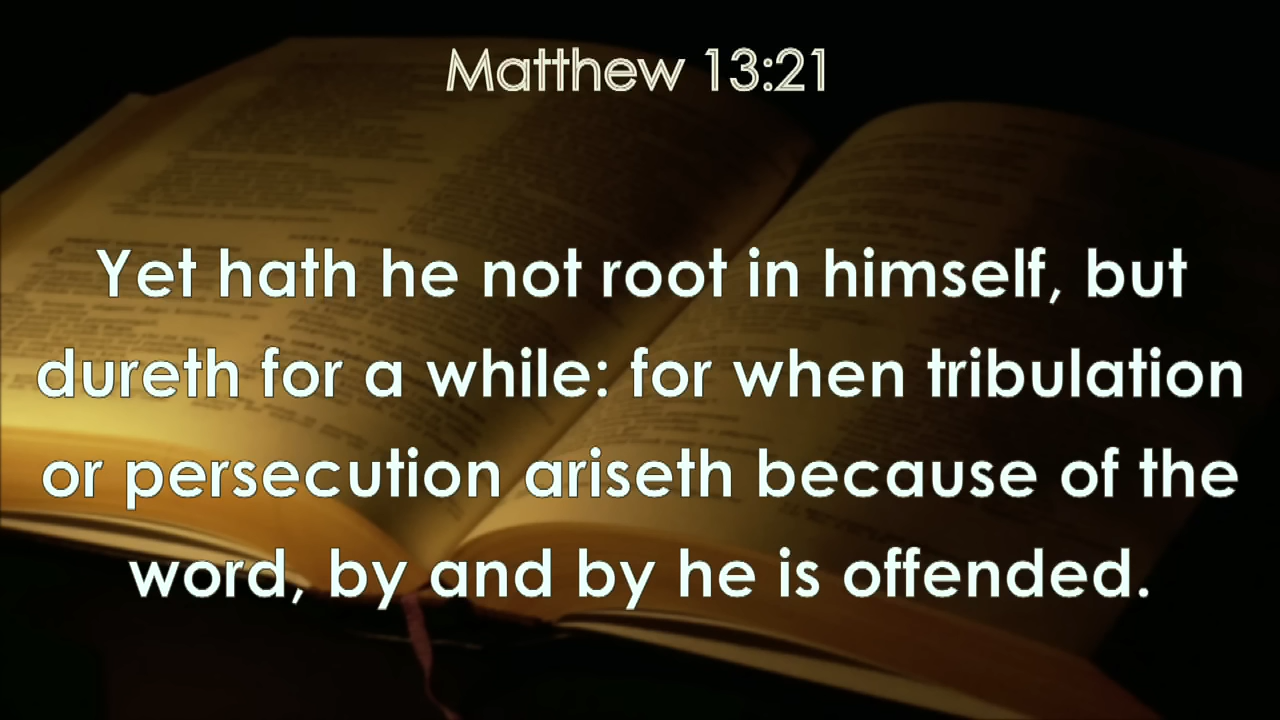 Matthew 13:21
Yet hath he not root in himself, but
dureth for a while: for when tribulation
or persecution ariseth because of the
word, by and by he is offended.